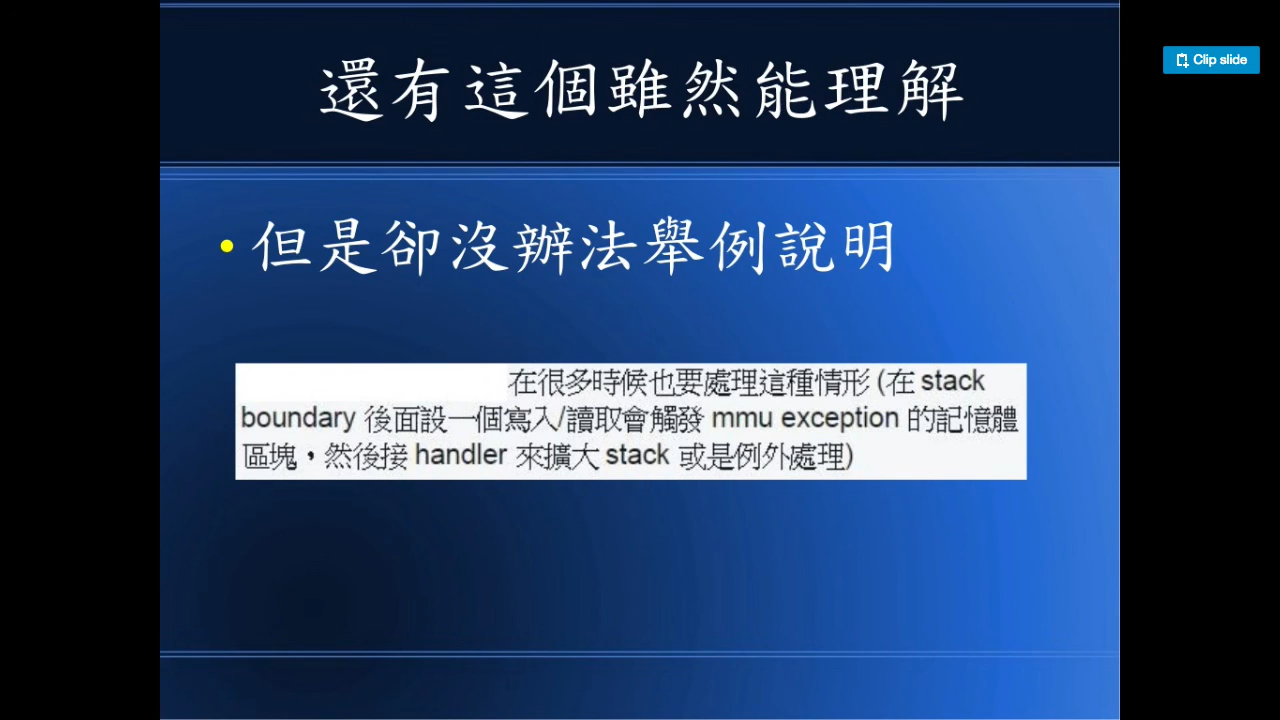 還有這個雖然能理解
Clip slide
• 但是卻沒辦法舉例說明
在很多時候也要處理這種情形 (在 stack
boundary 後面設一個寫入/讀取會觸發 mmu exception 的記憶體
區塊，然後接 handler 來擴大 stack 或是例外處理)